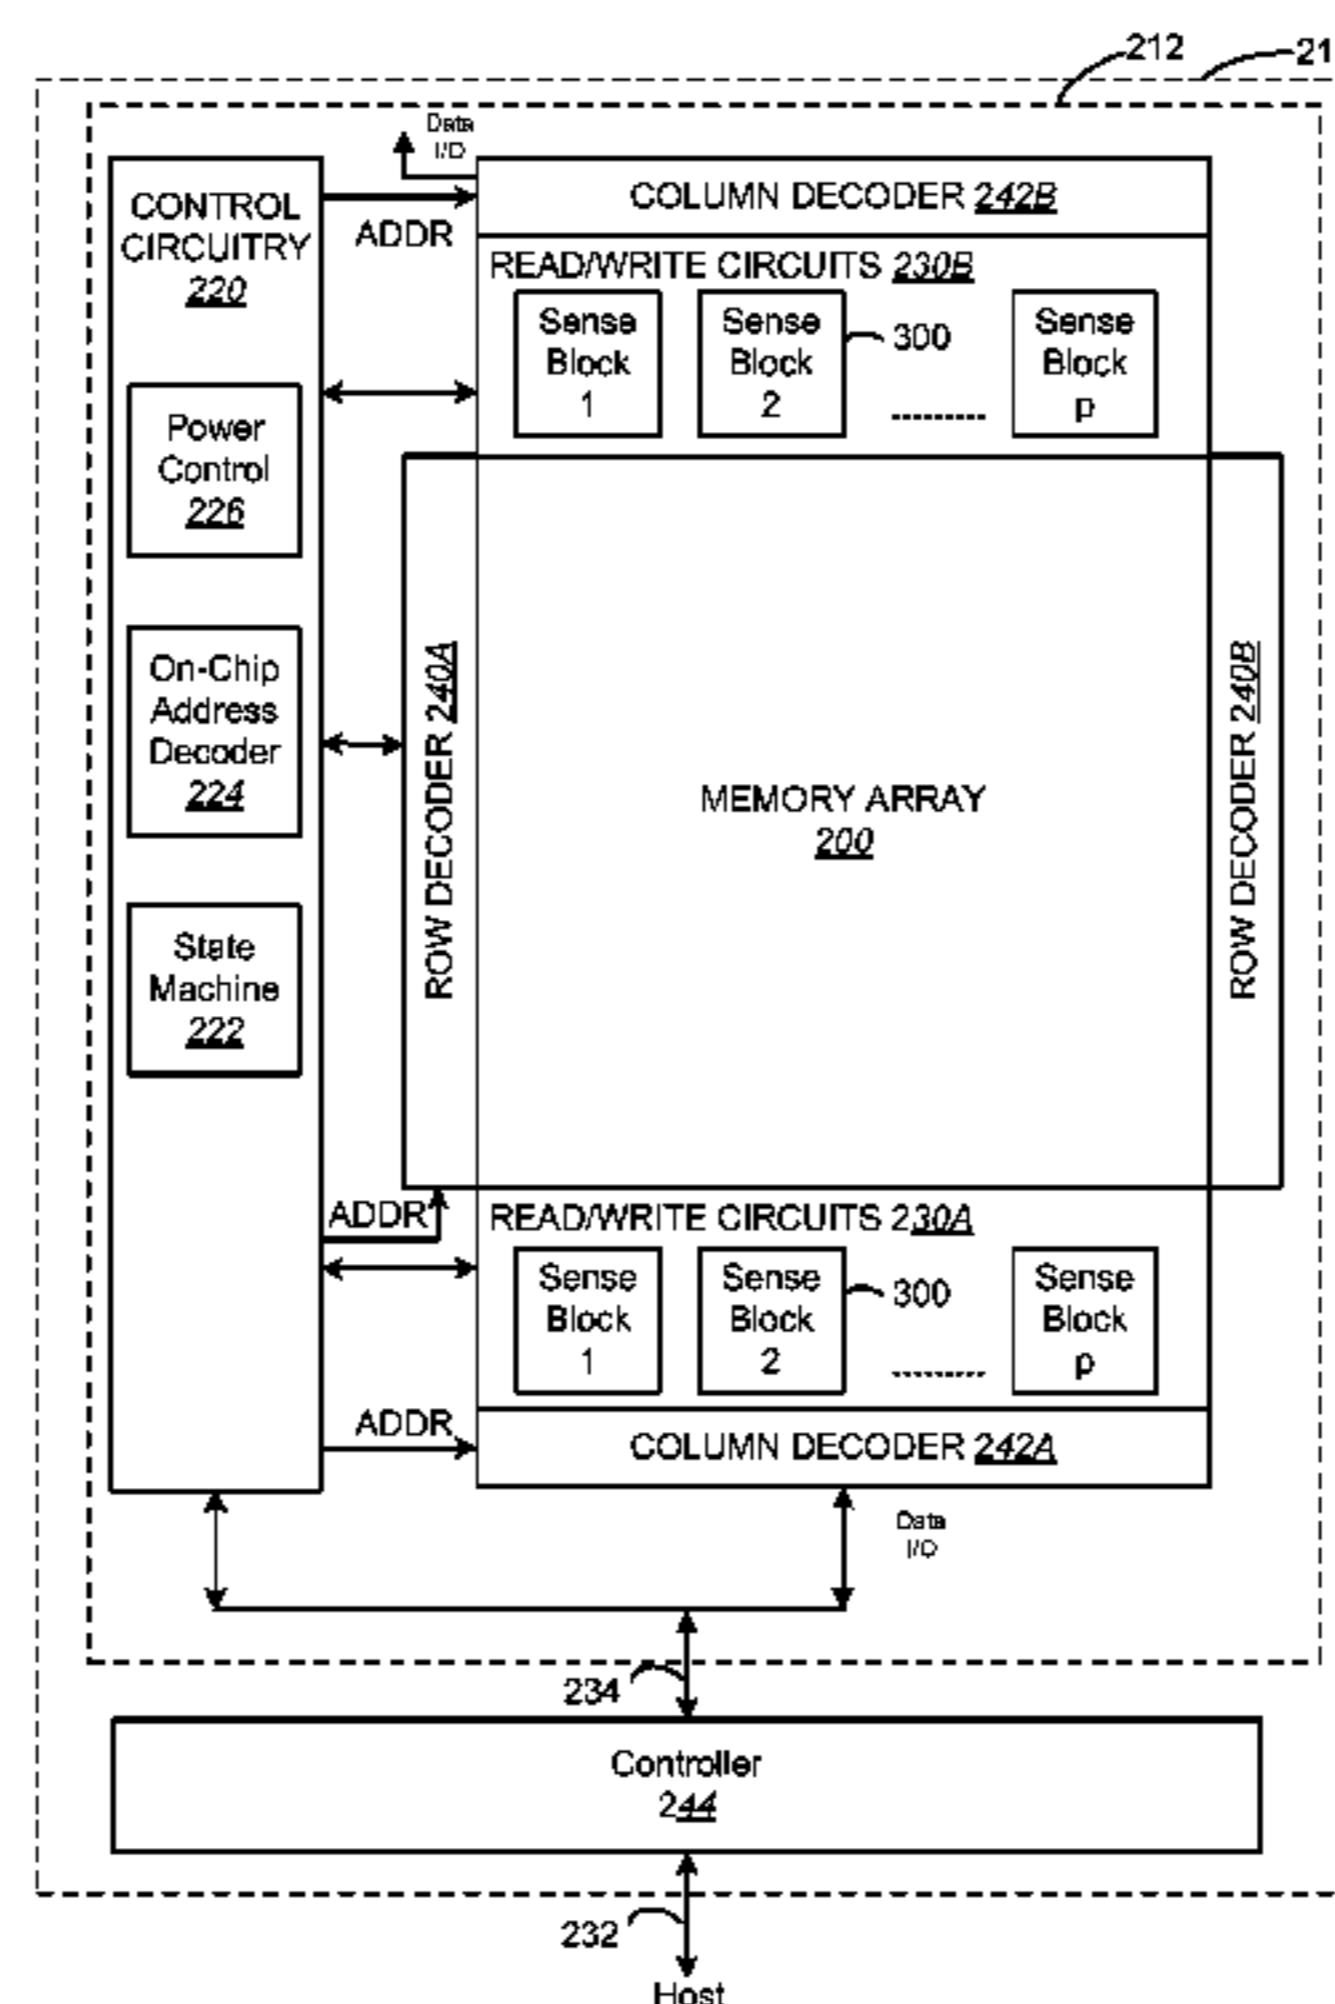 212
21
Data
I/O
CONTROL
CIRCUITRY
220
ADDR
COLUMN DECODER 242B
READ/WRITE CIRCUITS 230B
Sense
Block
1
Sense
Block
2
300
.........
Sense
Block
p
Power
Control
226
On-Chip
Address
Decoder
224
State
Machine
222
ROW DECODER 240A
MEMORY ARRAY
200
ROW DECODER 240B
ADDR
READ/WRITE CIRCUITS 230A
Sense
Block
1
Sense
Block
2
300
.........
Sense
Block
p
ADDR
COLUMN DECODER 242A
Data
I/O
234
Controller
244
232
Host